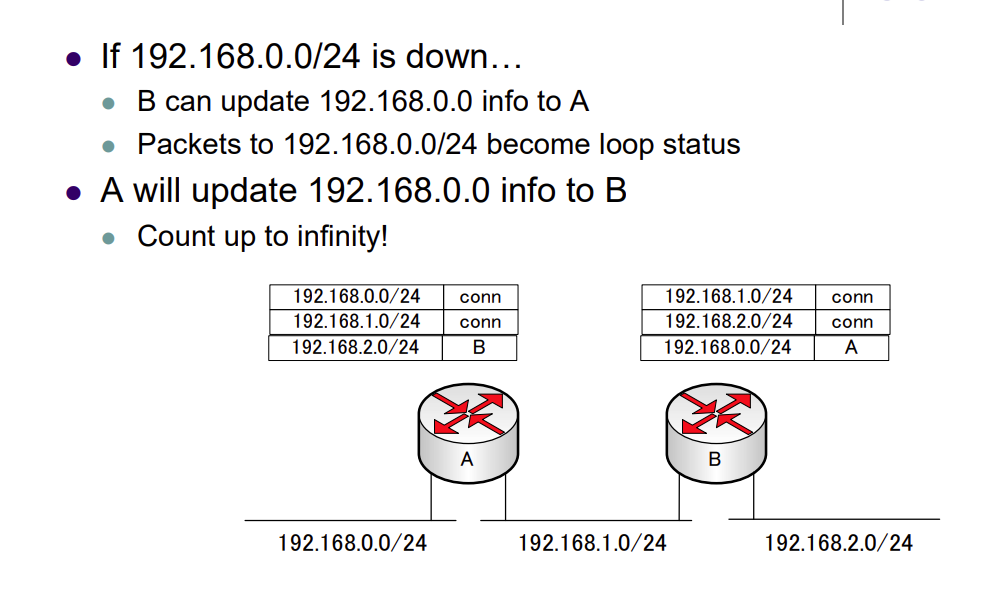 If 192.168.0.0/24 is down…
B can update 192.168.0.0 info to A
Packets to 192.168.0.0/24 become loop status
A will update 192.168.0.0 info to B
Count up to infinity!
192.168.0.0/24 conn
192.168.1.0/24 conn
192.168.2.0/24 B
192.168.1.0/24 conn
192.168.2.0/24 conn
192.168.0.0/24 A
A
B
192.168.0.0/24
192.168.1.0/24
192.168.2.0/24